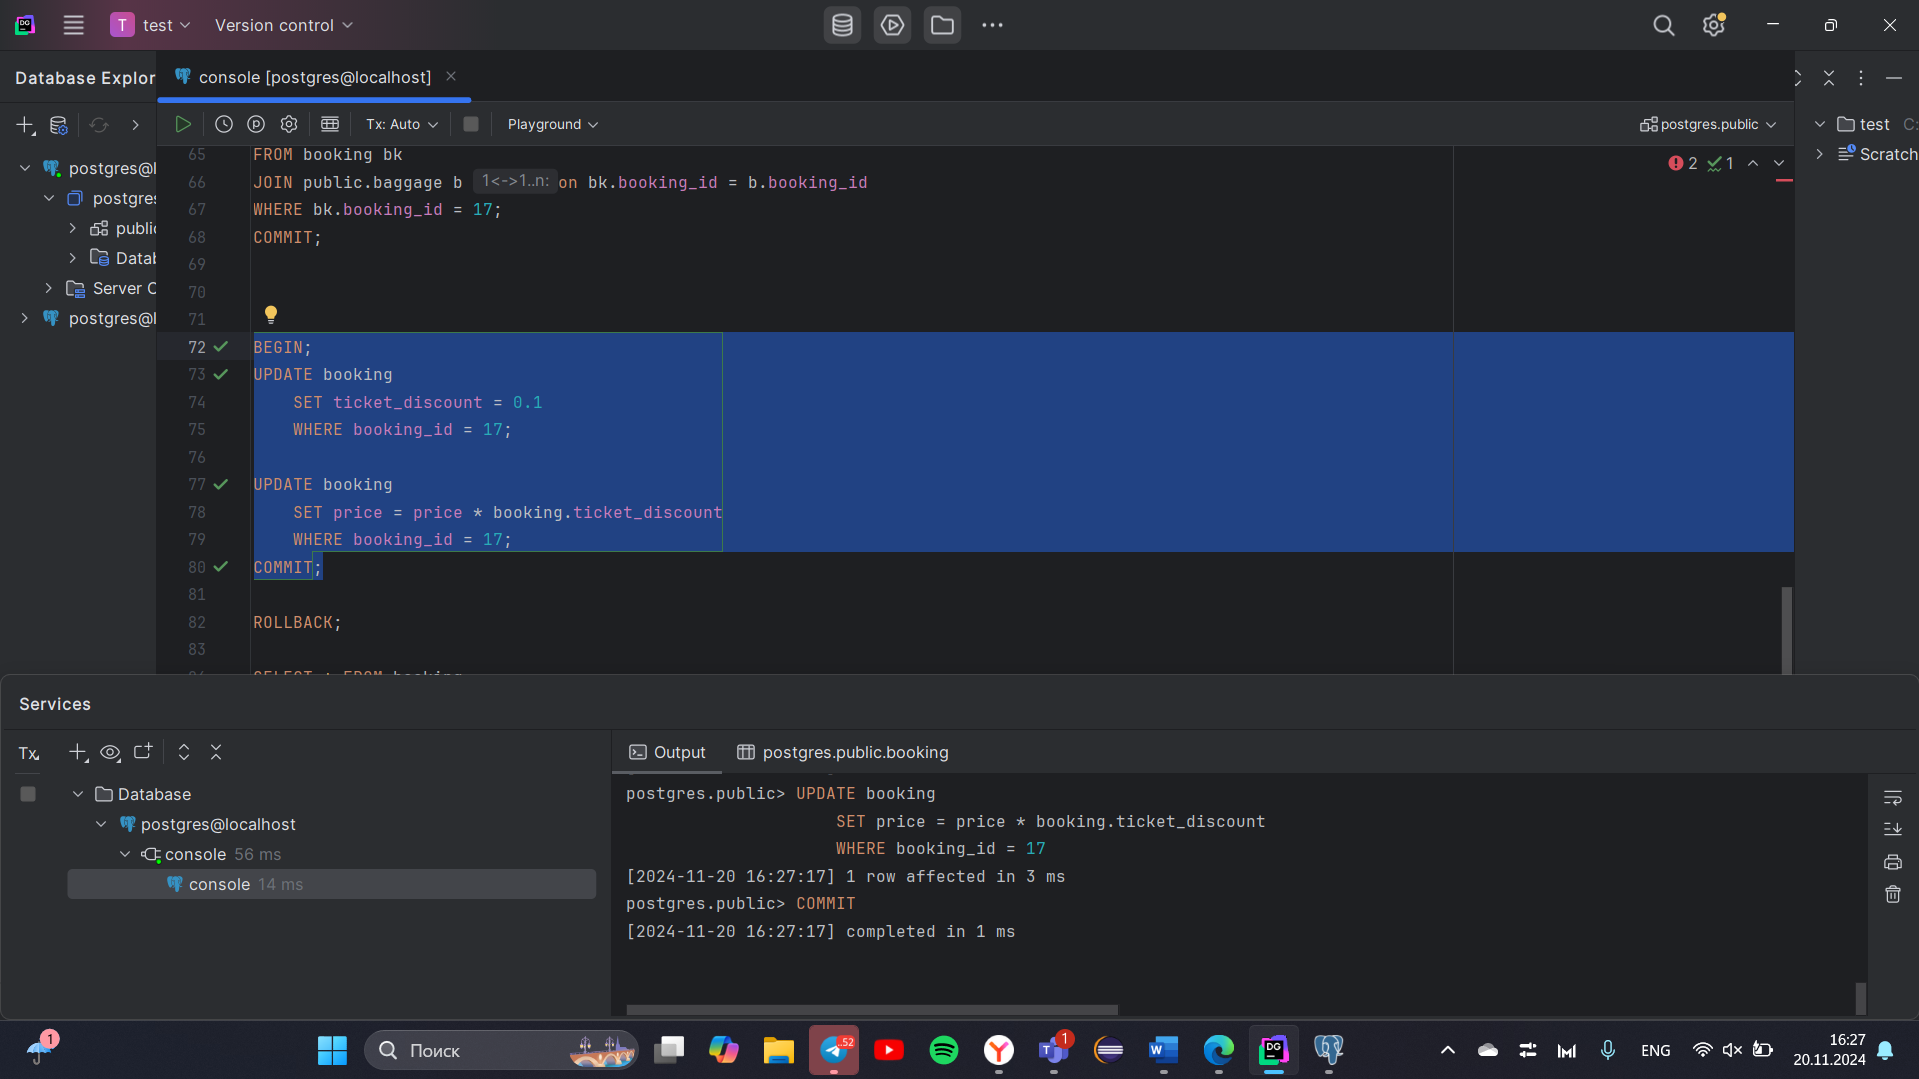 T test
Version control
Database Explor
console [postgres@localhost]
Tx: Auto
Playground
postgres.public
postgres@l
postgres
public
Datab
Server O
postgres@l
test C:
Scratch
2 1
65 FROM booking bk
66 JOIN public.baggage b 1<->1..n: on bk.booking_id = b.booking_id
67 WHERE bk.booking_id = 17;
68 COMMIT;
69
70
71
72 BEGIN;
73 UPDATE booking
74 SET ticket_discount = 0.1
75 WHERE booking_id = 17;
76
77 UPDATE booking
78 SET price = price * booking.ticket_discount
79 WHERE booking_id = 17;
80 COMMIT;
81
82 ROLLBACK;
83
Services
Tx
Database
postgres@localhost
console 56 ms
console 14 ms
Output
postgres.public.booking
postgres.public> UPDATE booking
SET price = price * booking.ticket_discount
WHERE booking_id = 17
[2024-11-20 16:27:17] 1 row affected in 3 ms
postgres.public> COMMIT
[2024-11-20 16:27:17] completed in 1 ms
1
Поиск
..52
1
ENG
16:27
20.11.2024